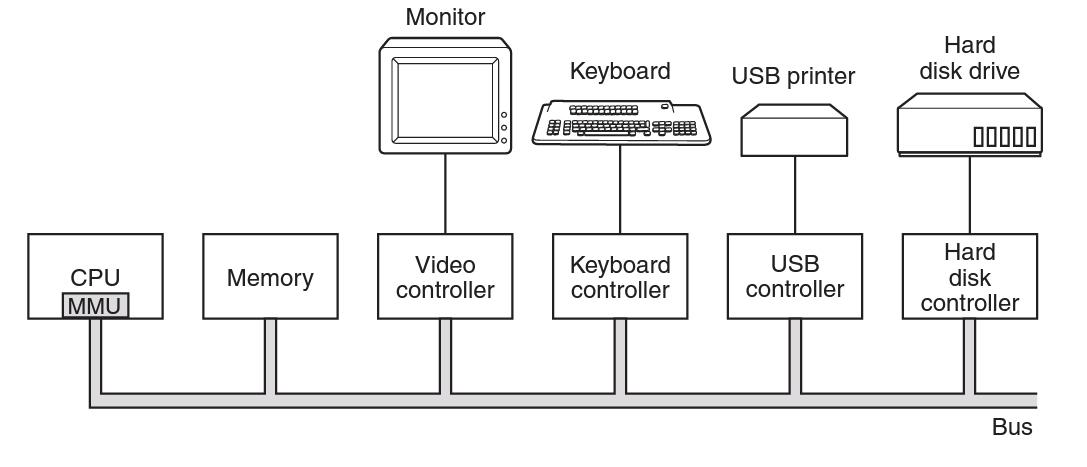 Monitor
Keyboard
USB printer
Hard
disk drive
CPU
MMU
Memory
Video
controller
Keyboard
controller
USB
controller
Hard
disk
controller
Bus